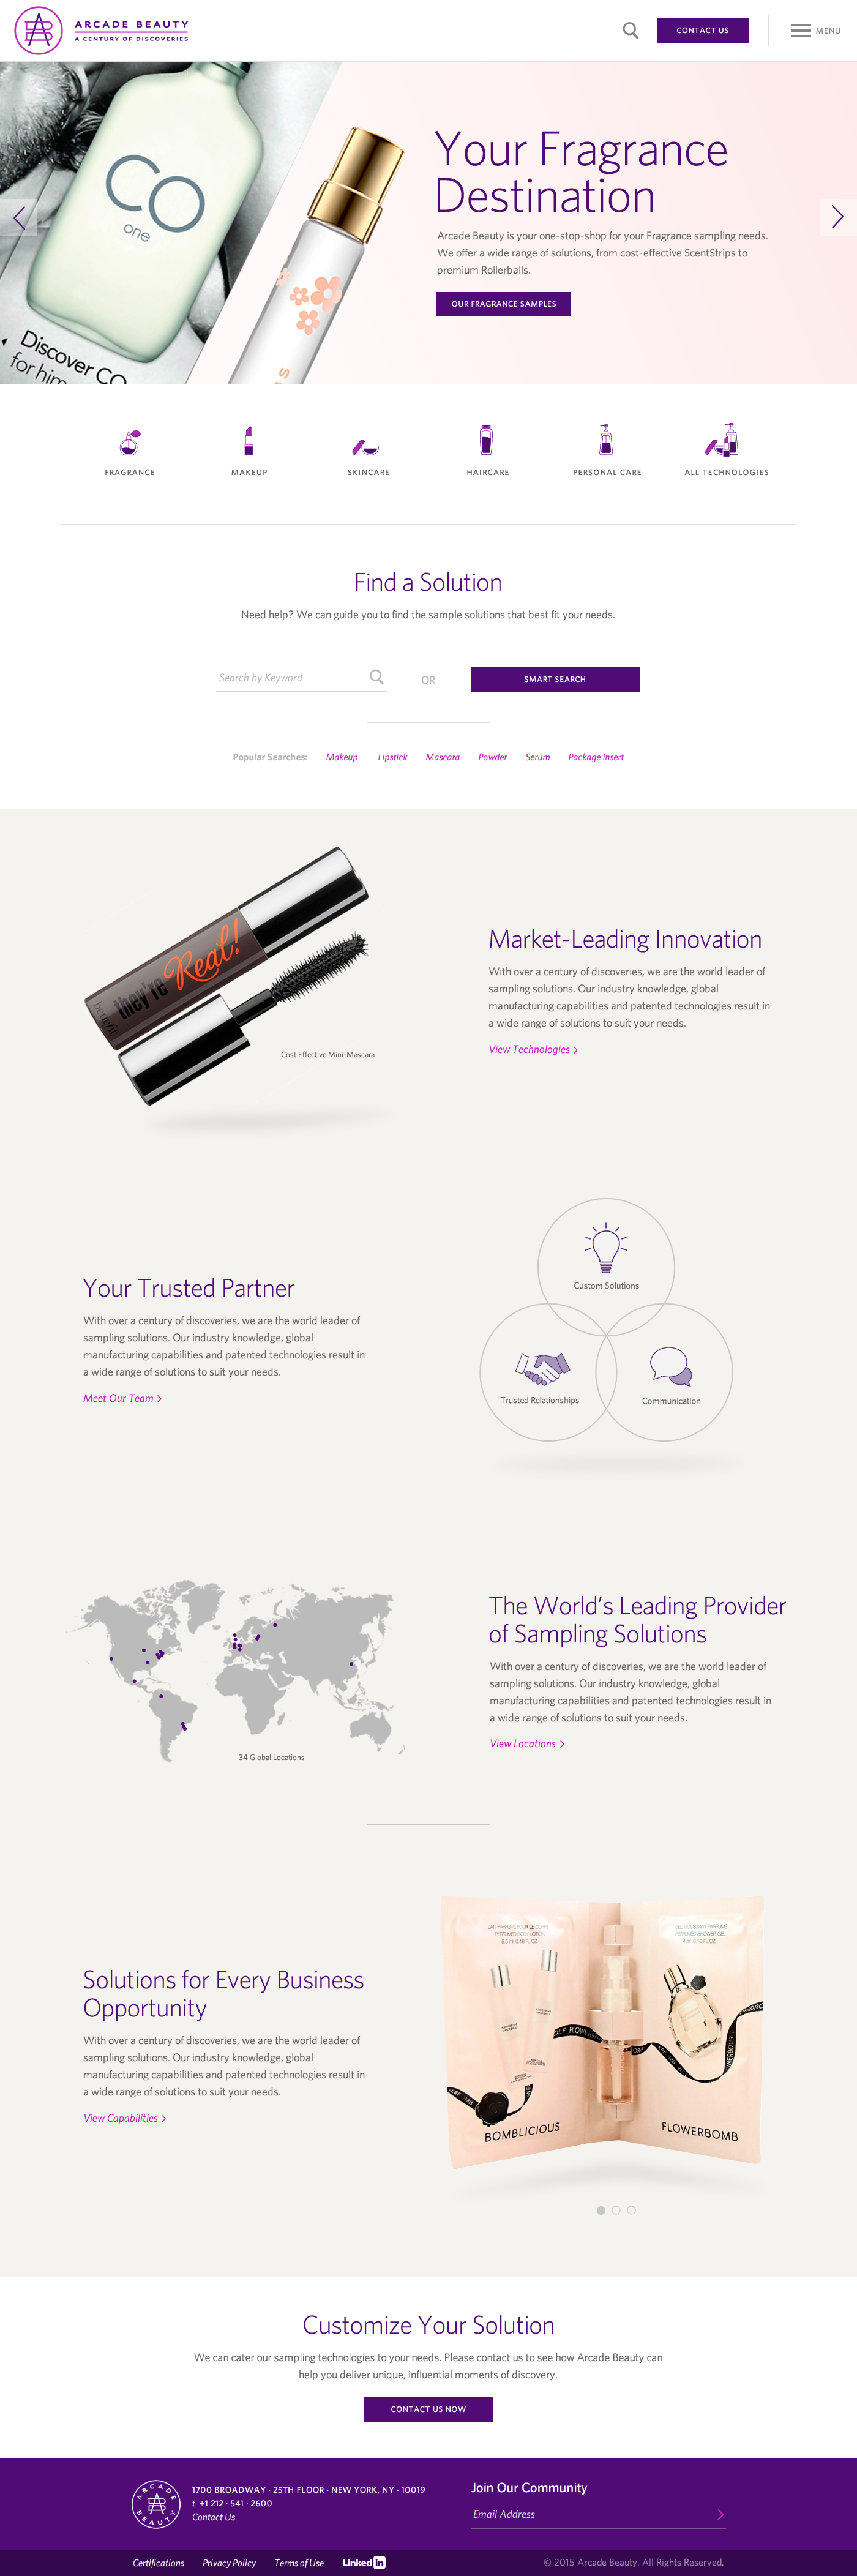 ARCADE BEAUTY
A CENTURY OF DISCOVERIES
CONTACT US
MENU
CO
one
Discover CO
for him
Your Fragrance
Destination
Arcade Beauty is your one-stop-shop for your Fragrance sampling needs.
We offer a wide range of solutions, from cost-effective ScentStrips to
premium Rollerballs.
OUR FRAGRANCE SAMPLES
FRAGRANCE
MAKEUP
SKINCARE
HAIRCARE
PERSONAL CARE
ALL TECHNOLOGIES
Find a Solution
Need help? We can guide you to find the sample solutions that best fit your needs.
Search by Keyword
OR
SMART SEARCH
Popular Searches: Makeup Lipstick Mascara Powder Serum Package Insert
benefit
they're Real!
Cost Effective Mini-Mascara
Market-Leading Innovation
With over a century of discoveries, we are the world leader of
sampling solutions. Our industry knowledge, global
manufacturing capabilities and patented technologies result in
a wide range of solutions to suit your needs.
View Technologies
Your Trusted Partner
With over a century of discoveries, we are the world leader of
sampling solutions. Our industry knowledge, global
manufacturing capabilities and patented technologies result in
a wide range of solutions to suit your needs.
Meet Our Team
Custom Solutions
Trusted Relationships
Communication
34 Global Locations
The World's Leading Provider
of Sampling Solutions
With over a century of discoveries, we are the world leader of
sampling solutions. Our industry knowledge, global
manufacturing capabilities and patented technologies result in
a wide range of solutions to suit your needs.
View Locations
Solutions for Every Business
Opportunity
With over a century of discoveries, we are the world leader of
sampling solutions. Our industry knowledge, global
manufacturing capabilities and patented technologies result in
a wide range of solutions to suit your needs.
View Capabilities
LAIT PARFUMÉ POUR LE CORPS
PERFUMED BODY LOTION
GEL MOUSSANT PARFUMÉ
PERFUMED SHOWER GEL
BOMBLICIOUS
FLOWERBOMB
Customize Your Solution
We can cater our sampling technologies to your needs. Please contact us to see how Arcade Beauty can
help you deliver unique, influential moments of discovery.
CONTACT US NOW
ARCADE BEAUTY
1700 BROADWAY · 25TH FLOOR · NEW YORK, NY · 10019
t +1 212 · 541 · 2600
Contact Us
Join Our Community
Email Address
Certifications
Privacy Policy
Terms of Use
Linked in
© 2015 Arcade Beauty. All Rights Reserved.